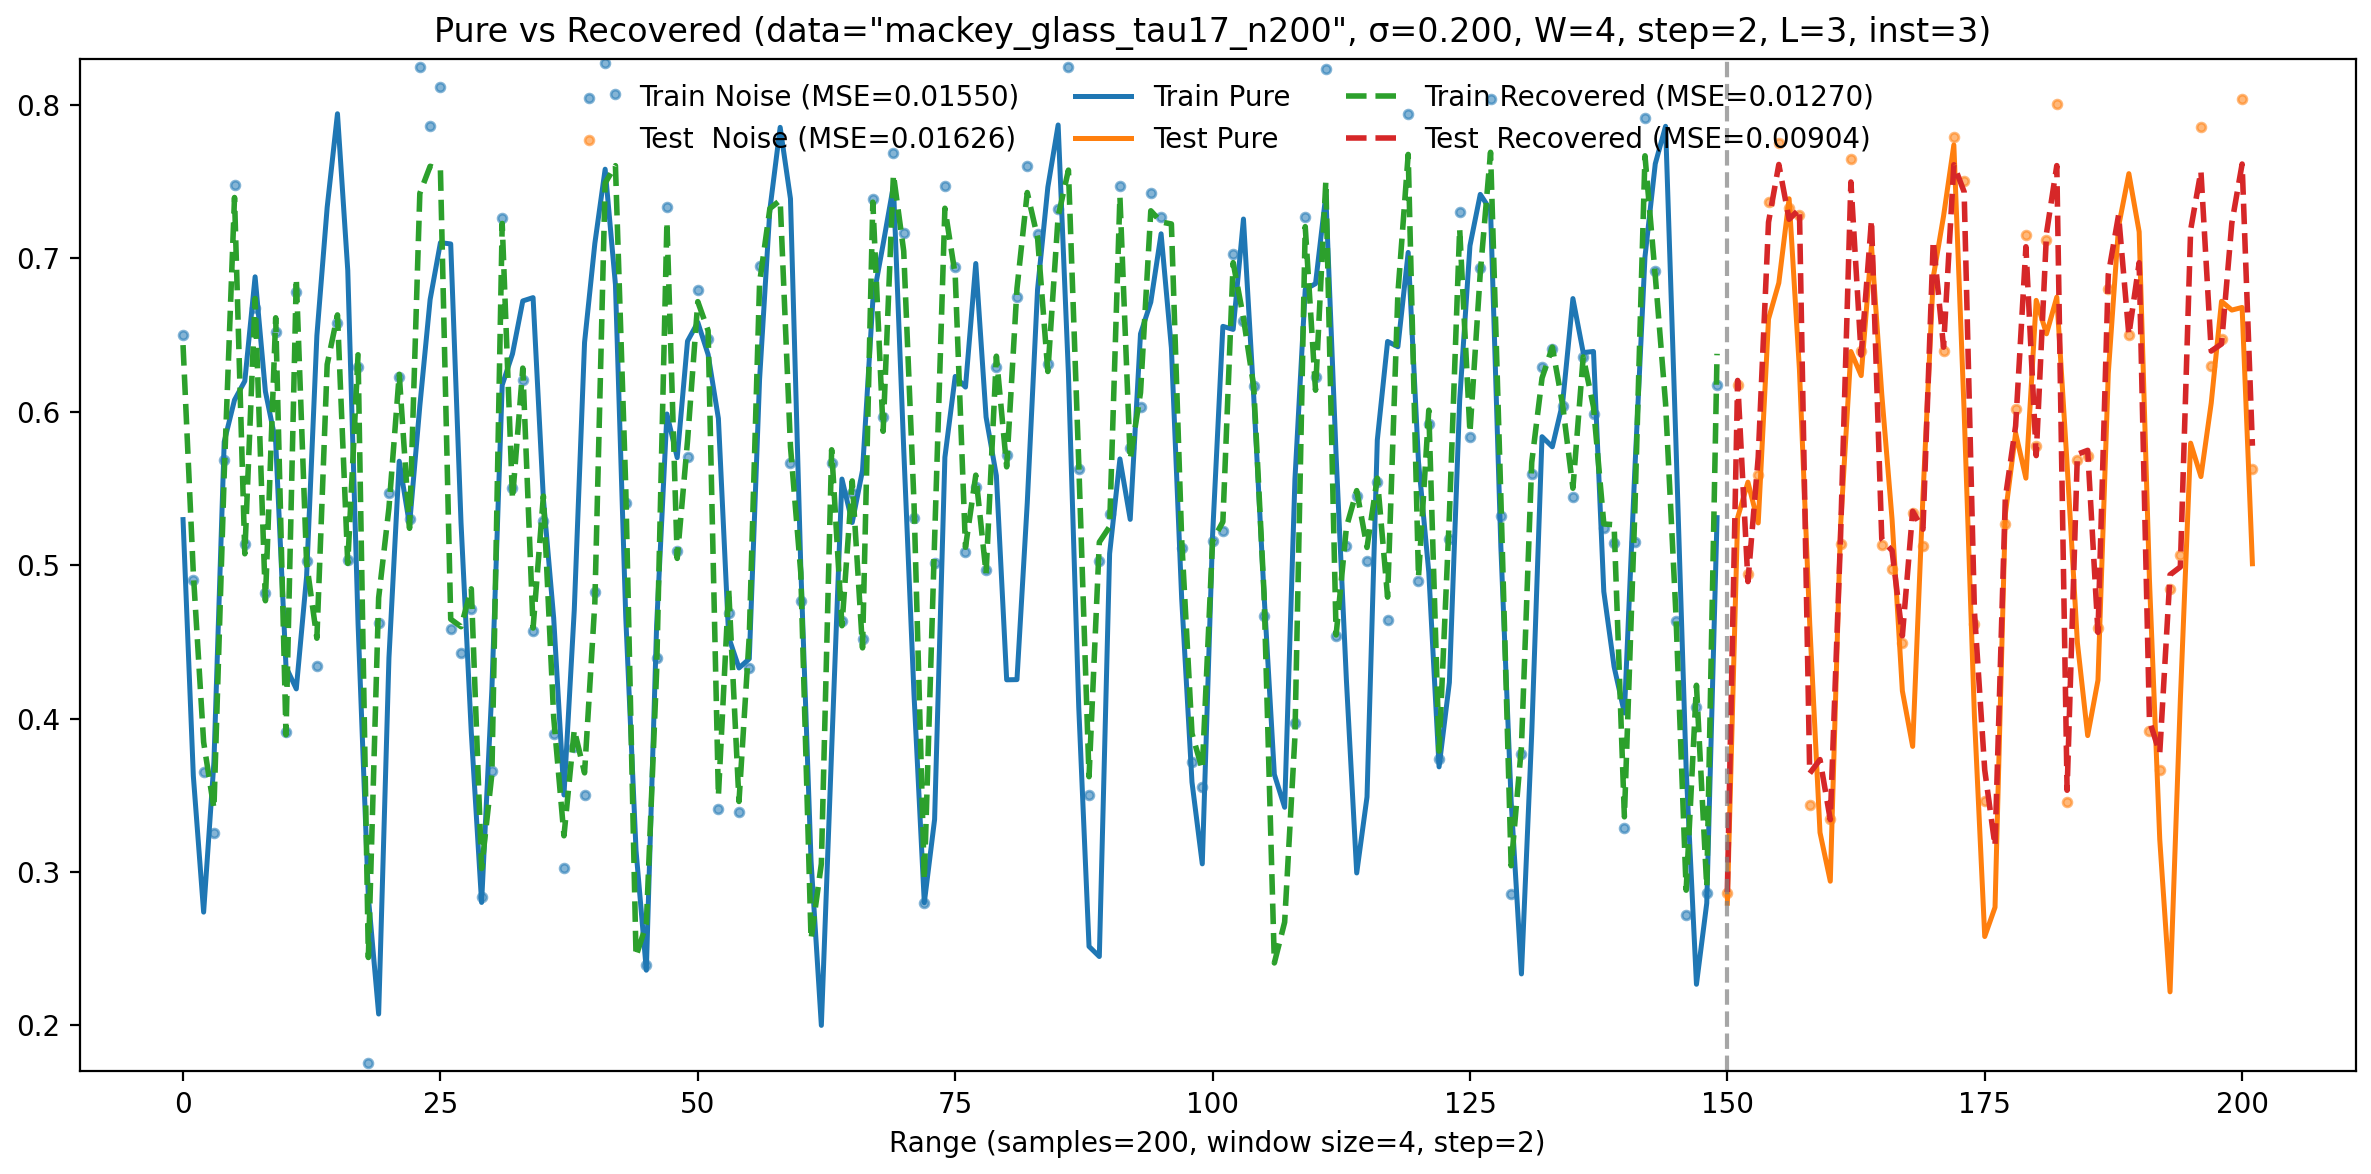 Pure vs Recovered (data="mackey_glass_tau17_n200", σ=0.200, W=4, step=2, L=3, inst=3)
Train Noise (MSE=0.01550) Train Pure Train Recovered (MSE=0.01270)
Test  Noise (MSE=0.01626) Test Pure Test  Recovered (MSE=0.00904)
0.8
0.7
0.6
0.5
0.4
0.3
0.2
0 25 50 75 100 125 150 175 200
Range (samples=200, window size=4, step=2)